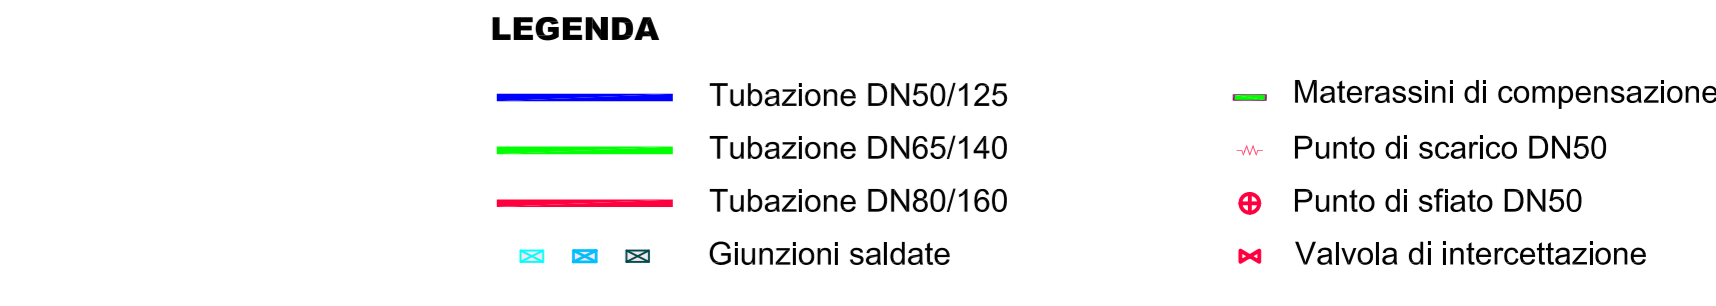 LEGENDA
Tubazione DN50/125
Tubazione DN65/140
Tubazione DN80/160
Giunzioni saldate
Materassini di compensazione
Punto di scarico DN50
Punto di sfiato DN50
Valvola di intercettazione